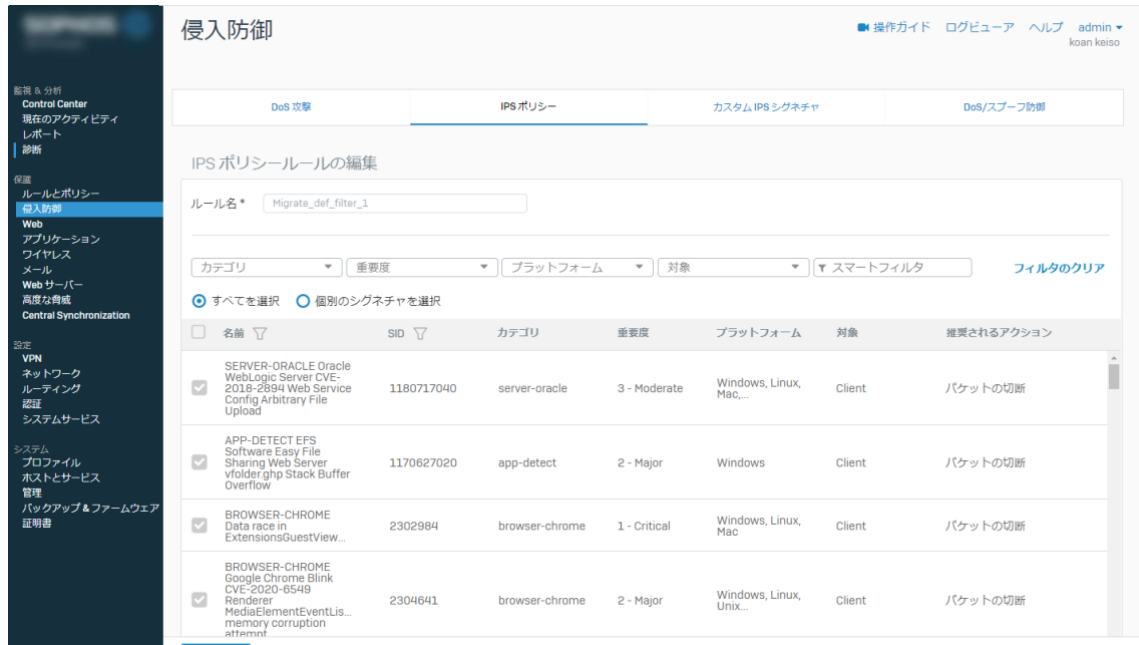 SOPHOS
侵入防御
操作ガイド ログビューア ヘルプ admin
koan keiso
監視 & 分析
Control Center
現在のアクティビティ
レポート
診断
保護
ルールとポリシー
侵入防御
Web
アプリケーション
ワイヤレス
メール
Web サーバー
高度な脅威
Central Synchronization
設定
VPN
ネットワーク
ルーティング
認証
システムサービス
システム
プロファイル
ホストとサービス
管理
バックアップ & ファームウェア
証明書
DoS 攻撃 IPS ポリシー カスタム IPS シグネチャ DoS/スプーフ防御
IPS ポリシールールの編集
ルール名 * Migrate_def_filter_1
カテゴリ 重要度 プラットフォーム 対象 スマートフィルタ フィルタのクリア
すべてを選択 個別のシグネチャを選択
名前 SID カテゴリ 重要度 プラットフォーム 対象 推奨されるアクション
SERVER-ORACLE Oracle
WebLogic Server CVE-
2018-2894 Web Service
Config Arbitrary File
Upload
1180717040 server-oracle 3 - Moderate
Windows, Linux,
Mac,...
Client パケットの切断
APP-DETECT EFS
Software Easy File
Sharing Web Server
vfolder.ghp Stack Buffer
Overflow
1170627020 app-detect 2 - Major Windows Client パケットの切断
BROWSER-CHROME
Data race in
ExtensionsGuestView...
2302984 browser-chrome 1 - Critical
Windows, Linux,
Mac
Client パケットの切断
BROWSER-CHROME
Google Chrome Blink
CVE-2020-6549
Renderer
MediaElementEventLis...
memory corruption
attempt
2304641 browser-chrome 2 - Major
Windows, Linux,
Unix...
Client パケットの切断